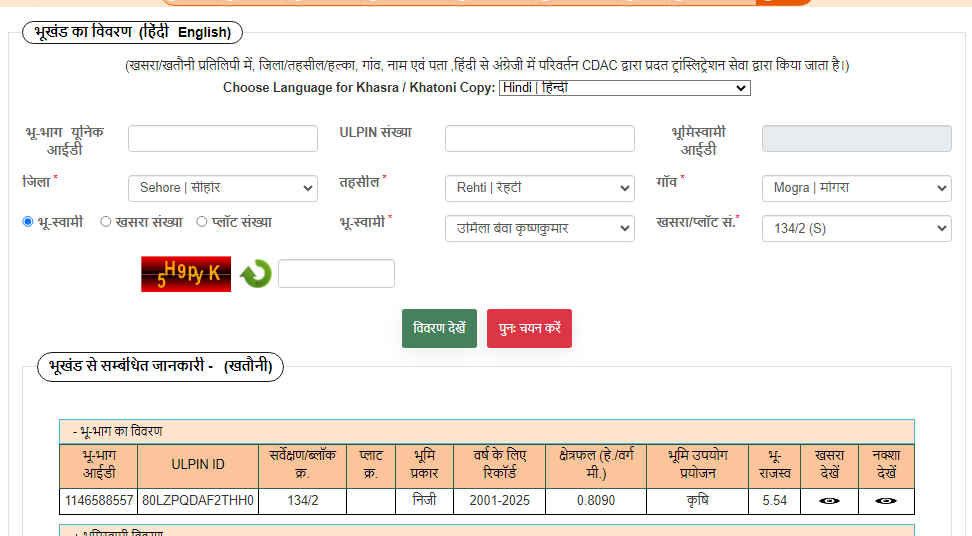 भूखंड का विवरण (हिंदी English)
(खसरा/खतौनी प्रतिलिपी में, जिला/तहसील/हल्का, गांव, नाम एवं पता ,हिंदी से अंग्रेजी में परिवर्तन CDAC द्वारा प्रदत ट्रांस्लिट्रेशन सेवा द्वारा किया जाता है।)
Choose Language for Khasra / Khatoni Copy: Hindi | हिन्दी
भू-भाग यूनिक आईडी ULPIN संख्या भूमिस्वामी आईडी
जिला * Sehore | सीहोर तहसील * Rehti | रेहटी गाँव * Mogra | मोगरा
भू-स्वामी खसरा संख्या प्लॉट संख्या भू-स्वामी * उर्मिला बेवा कृष्णकुमार खसरा/प्लॉट सं.* 134/2 (S)
5H9PyK
विवरण देखें पुनः चयन करें
भूखंड से सम्बंधित जानकारी - (खतौनी)
- भू-भाग का विवरण
भू-भाग आईडी ULPIN ID सर्वेक्षण/ब्लॉक क्र. प्लाट क्र. भूमि प्रकार वर्ष के लिए रिकॉर्ड क्षेत्रफल (हे./वर्ग मी.) भूमि उपयोग प्रयोजन भू-राजस्व खसरा देखें नक्शा देखें
1146588557 80LZPQDAF2THH0 134/2 निजी 2001-2025 0.8090 कृषि 5.54